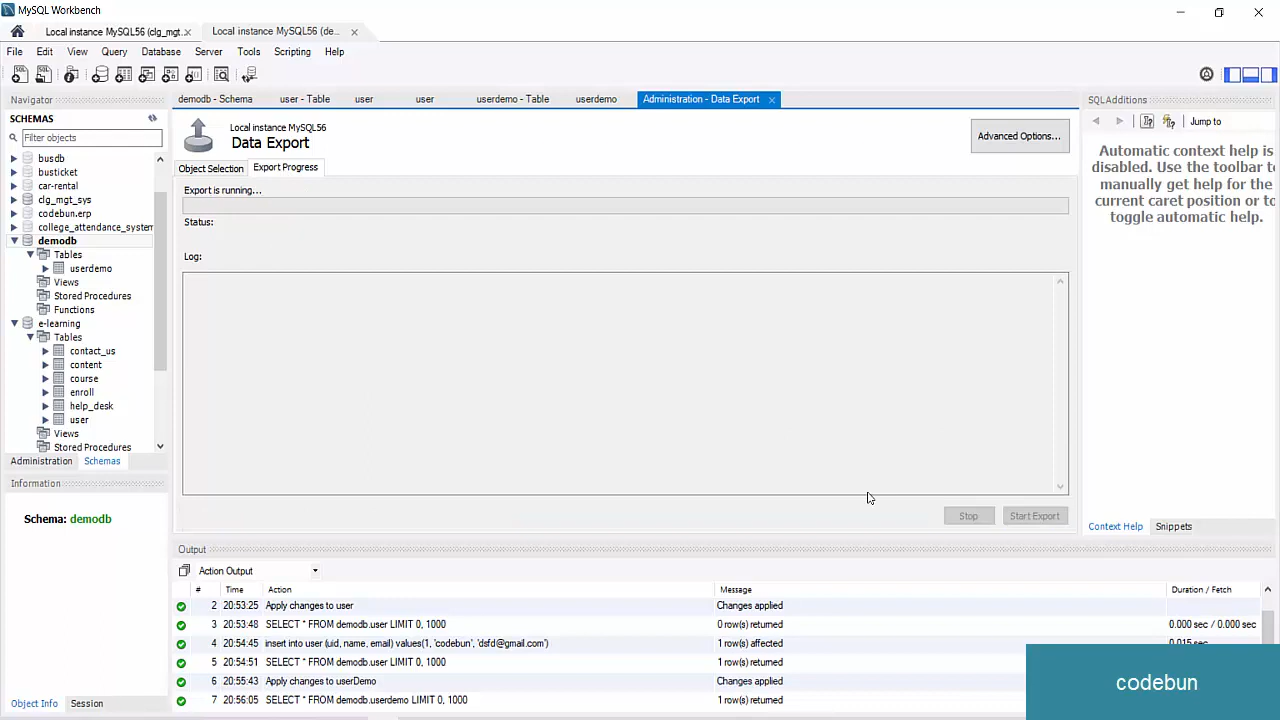 MySQL Workbench
Local instance MySQL56 (clg_mgt.
Local instance MySQL56 (de...
File Edit View Query Database Server Tools Scripting Help
Navigator
SCHEMAS
Filter objects
busdb
busticket
car-rental
clg_mgt_sys
codebun.erp
college_attendance_system
demodb
Tables
userdemo
Views
Stored Procedures
Functions
e-learning
Tables
contact_us
content
course
enroll
help_desk
user
Views
Stored Procedures
Administration Schemas
Information
Schema: demodb
Object Info Session
demodb - Schema user - Table user user userdemo - Table userdemo Administration - Data Export
Local instance MySQL56
Data Export
Advanced Options...
Object Selection Export Progress
Export is running...
Status:
Log:
Stop Start Export
SQLAdditions
Jump to
Automatic context help is
disabled. Use the toolbar to
manually get help for the
current caret position or to
toggle automatic help.
Context Help Snippets
Output
Action Output
# Time Action Message Duration / Fetch
2 20:53:25 Apply changes to user Changes applied
3 20:53:48 SELECT * FROM demodb.user LIMIT 0, 1000 0 row(s) returned 0.000 sec / 0.000 sec
4 20:54:45 insert into user (uid, name, email) values(1, 'codebun', 'dsfd@gmail.com') 1 row(s) affected 0.015 sec
5 20:54:51 SELECT * FROM demodb.user LIMIT 0, 1000 1 row(s) returned
6 20:55:43 Apply changes to userDemo Changes applied
7 20:56:05 SELECT * FROM demodb.userdemo LIMIT 0, 1000 1 row(s) returned
codebun